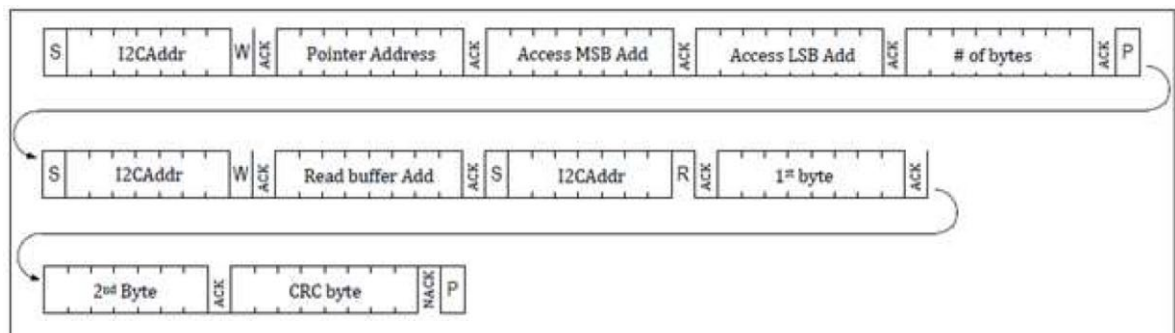 S I2CAddr W ACK Pointer Address ACK Access MSB Add ACK Access LSB Add ACK # of bytes ACK P
S I2CAddr W ACK Read buffer Add ACK S I2CAddr R ACK 1st byte ACK
2nd Byte ACK CRC byte NACK P